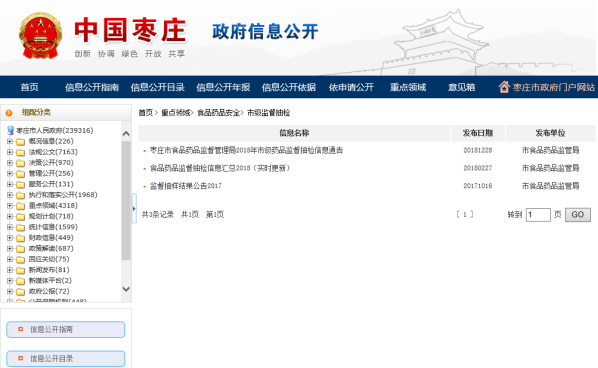 中国枣庄
政府信息公开
创新 协调 绿色 开放 共享
首页 信息公开指南 信息公开目录 信息公开年报 信息公开依据 依申请公开 重点领域 意见箱 枣庄市政府门户网站
组配分类
首页> 重点领域> 食品药品安全> 市级监督抽检
枣庄市人民政府(239316)
概况信息(226)
法规公文(7163)
决策公开(970)
管理公开(256)
服务公开(131)
执行和落实公开(1968)
重点领域(4318)
规划计划(718)
统计信息(1599)
财政信息(449)
政策解读(687)
回应关切(75)
新闻发布(81)
新媒体平台(2)
政府公报(72)
信息名称 发布日期 发布单位
枣庄市食品药品监督管理局2018年市级药品监督抽检信息通告 20181228 市食品药品监管局
食品药品监督抽检信息汇总2018（实时更新） 20180227 市食品药品监管局
监督抽样结果公告2017 20171016 市食品药品监管局
共3条记录 共1页 第1页 [ 1 ] 转到 1 页 GO
信息公开指南
信息公开目录